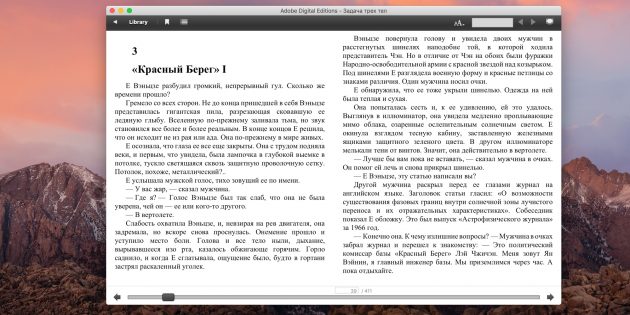 Adobe Digital Editions - Задача трех тел
Library
3
«Красный Берег» I
Е Вэньцзе разбудил громкий, непрерывный гул. Сколько же
времени прошло?
Гремело со всех сторон. Не до конца пришедшей в себя Вэньцзе
представилась гигантская пила, разрезающая сковавшую ее
ледяную глыбу. Вселенную по-прежнему заливала тьма, но звук
становился все более и более реальным. В конце концов Е решила,
что он исходит не из рая или ада. Она по-прежнему в мире живых.
Е осознала, что глаза ее все еще закрыты. Она с трудом подняла
веки, и первым, что увидела, была лампочка в глубокой выемке в
потолке, тускло светящаяся сквозь защитную проволочную сетку.
Потолок, похоже, металлический?..
Е услышала мужской голос, тихо зовущий ее по имени.
— У вас жар, — сказал мужчина.
— Где я? — Голос Вэньцзе был так слаб, что она не была
уверена, чей он — ее или кого-то другого.
— В вертолете.
Слабость охватила Вэньцзе, и, невзирая на рев двигателя, она
задремала, но вскоре снова проснулась. Онемение прошло и
уступило место боли. Голова и все тело ныли, дыхание,
вырывавшееся изо рта, казалось обжигающе горячим. Горло
саднило, и когда Е сглатывала, ощущение было, будто в гортани
застрял раскаленный уголек.
Вэньцзе повернула голову и увидела двоих мужчин в
расстегнутых шинелях наподобие той, в которой ходила
представитель Чэн. Но в отличие от Чэн на обоих были фуражки
Народно-освободительной армии с красной звездой над козырьком.
Под шинелями Е разглядела военную форму и красные петлицы со
знаками различия. Один мужчина носил очки.
Е обнаружила, что ее тоже укрыли шинелью. Одежда на ней
была теплая и сухая.
Она попыталась сесть и, к ее удивлению, ей это удалось.
Выглянув в иллюминатор, она увидела медленно проплывающие
мимо облака, озаренные ослепительным солнечным светом. Е
окинула взглядом тесную кабину, заставленную железными
ящиками защитного зеленого цвета. В другом иллюминаторе
мелькали тени от винтов. Значит, она действительно в вертолете.
— Лучше бы вам пока не вставать, — сказал мужчина в очках.
Он помог ей лечь и снова прикрыл шинелью.
— Е Вэньцзе, эту статью написали вы?
Другой мужчина раскрыл перед ее глазами журнал на
английском языке. Заголовок статьи гласил: «О возможности
существования фазовых границ внутри солнечной зоны лучистого
переноса и их отражательных характеристиках». Собеседник
показал Е обложку. Это был выпуск «Астрофизического журнала»
за 1966 год.
— Конечно она. К чему излишние вопросы? — Мужчина в очках
забрал журнал и перешел к знакомству: — Это политический
комиссар базы «Красный Берег» Лэй Чжичэн. Меня зовут Ян
Вэйнин, я главный инженер базы. Мы приземлимся через час. А
пока отдыхайте.
39 / 411